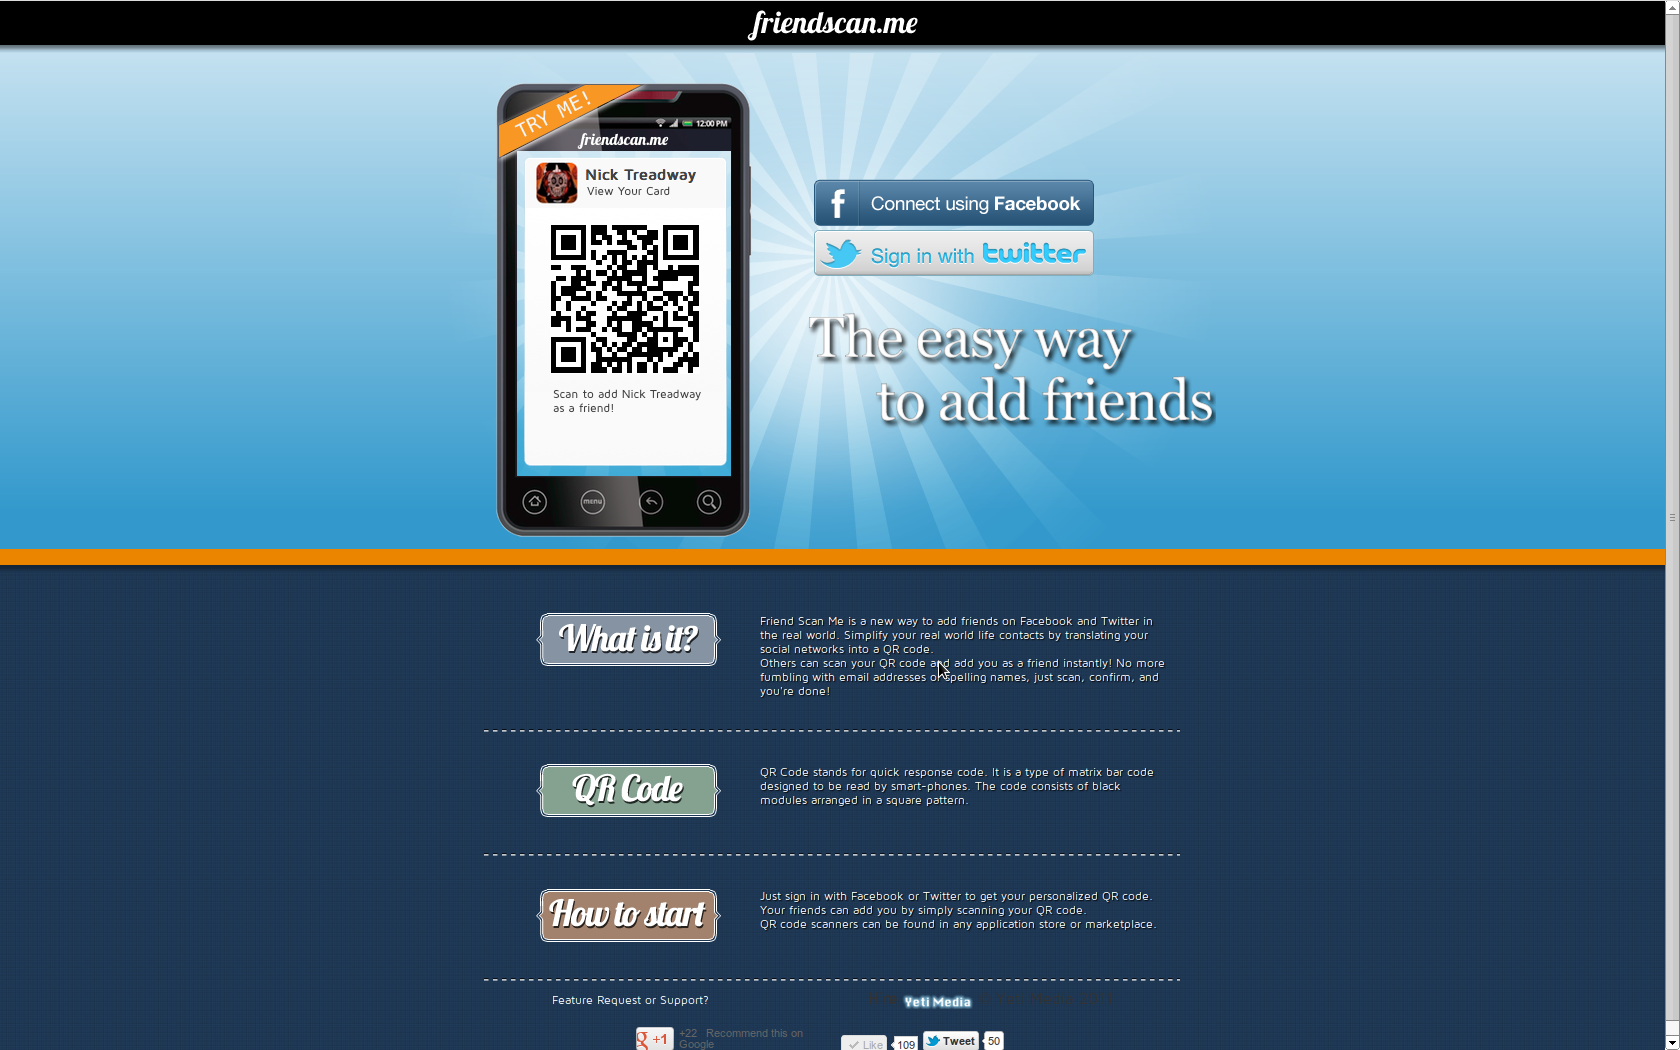 friendscan.me
TRY ME!
12:00 PM
friendscan.me
Nick Treadway
View Your Card
Scan to add Nick Treadway
as a friend!
menu
f Connect using Facebook
Sign in with twitter
The easy way
to add friends
What is it?
Friend Scan Me is a new way to add friends on Facebook and Twitter in
the real world. Simplify your real world life contacts by translating your
social networks into a QR code.
Others can scan your QR code and add you as a friend instantly! No more
fumbling with email addresses or spelling names, just scan, confirm, and
you're done!
QR Code
QR Code stands for quick response code. It is a type of matrix bar code
designed to be read by smart-phones. The code consists of black
modules arranged in a square pattern.
How to start
Just sign in with Facebook or Twitter to get your personalized QR code.
Your friends can add you by simply scanning your QR code.
QR code scanners can be found in any application store or marketplace.
Feature Request or Support?
Yeti Media
g +1 +22 Recommend this on
Google
Like 109 Tweet 50